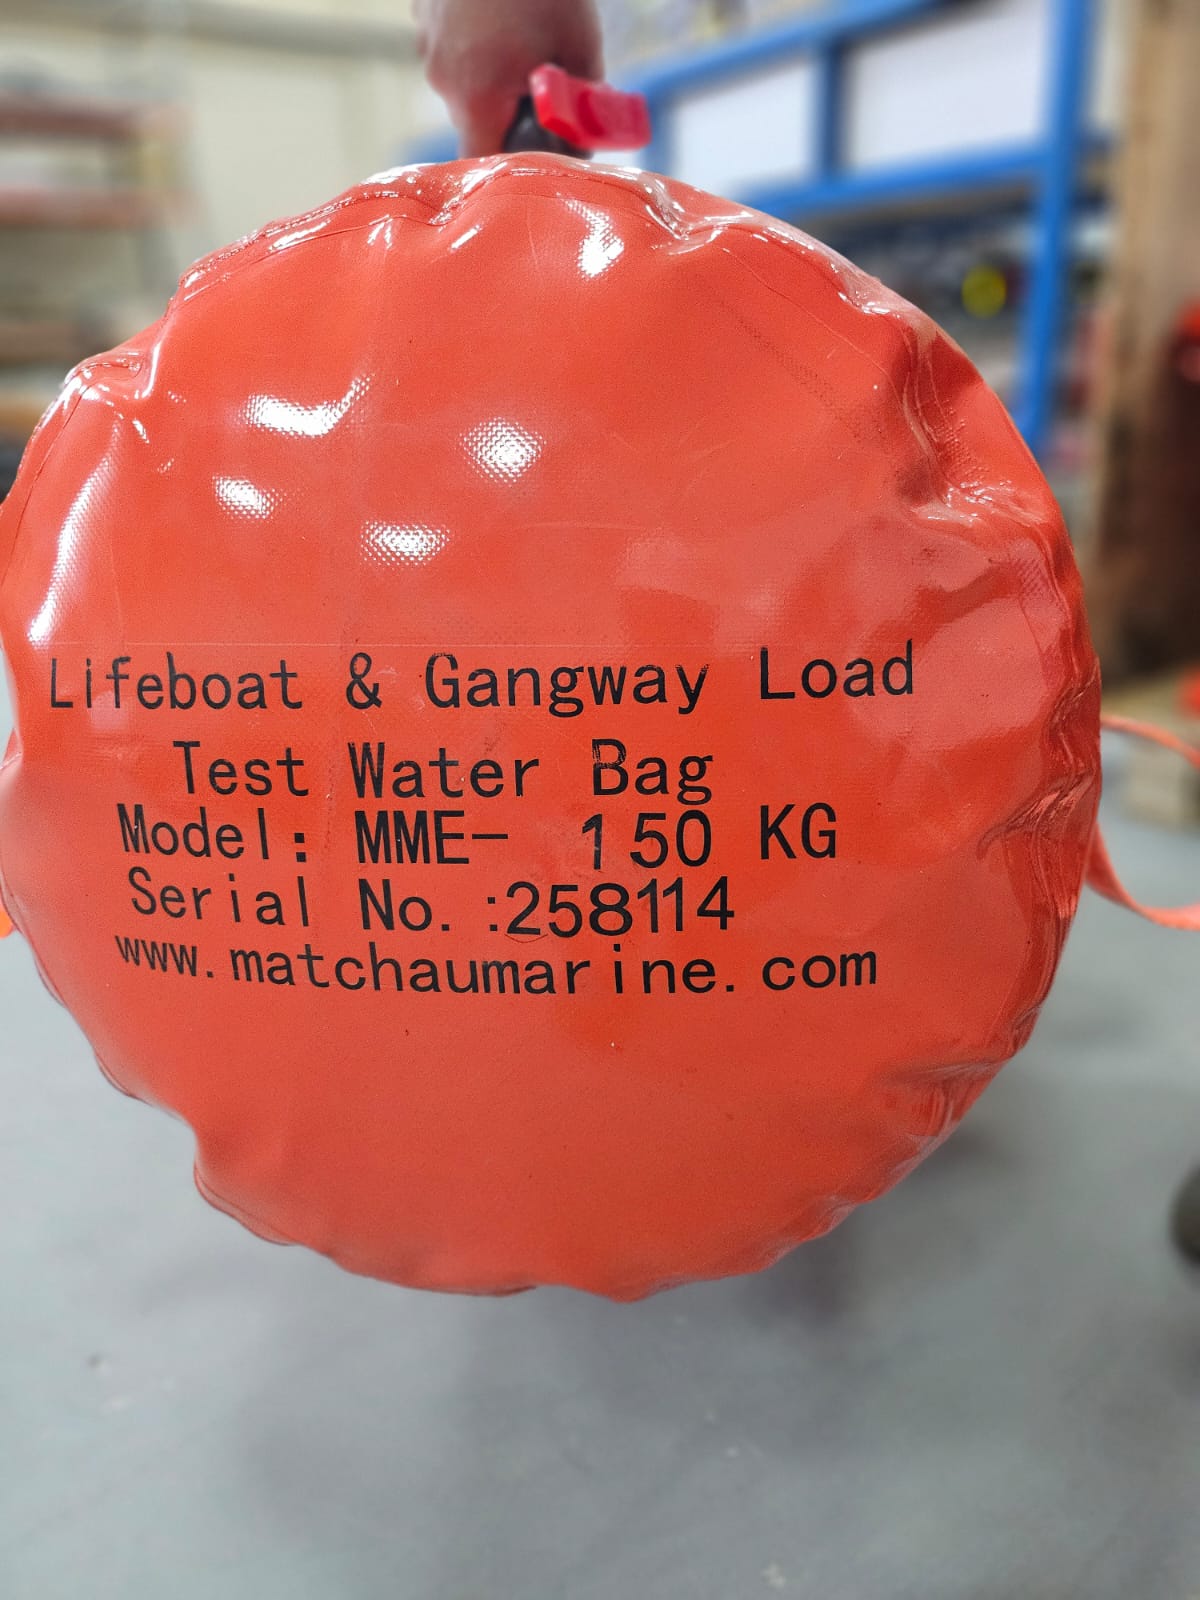 Lifeboat & Gangway Load
Test Water Bag
Model: MME- 150 KG
Serial No.:258114
www.matchaumarine.com